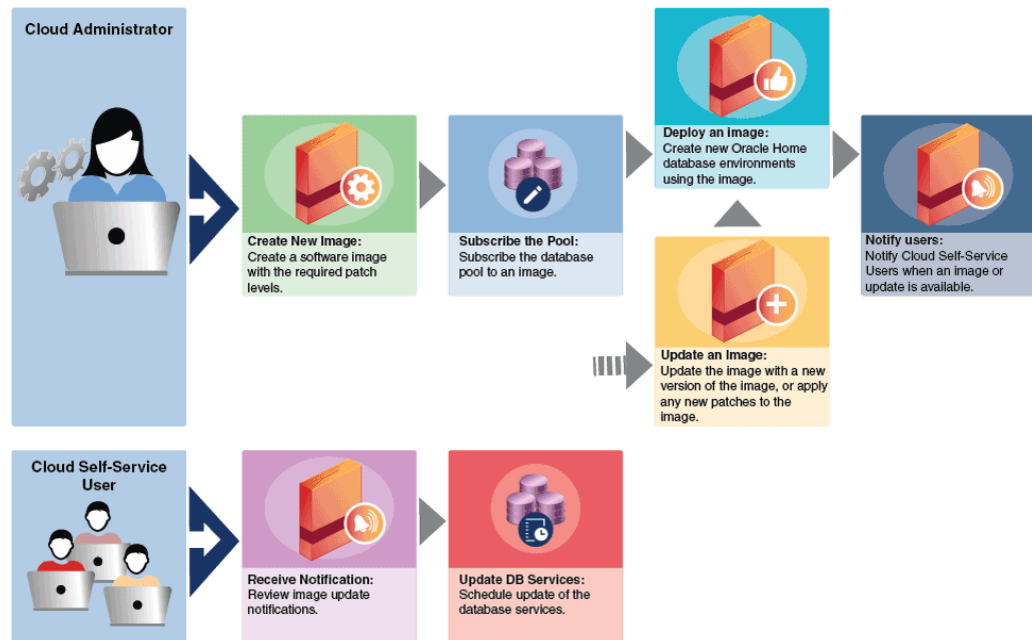 Cloud Administrator
Create New Image:
Create a software image
with the required patch
levels.
Subscribe the Pool:
Subscribe the database
pool to an image.
Deploy an image:
Create new Oracle Home
database environments
using the image.
Notify users:
Notify Cloud Self-Service
Users when an image or
update is available.
Update an Image:
Update the image with a new
version of the image, or apply
any new patches to the
image.
Cloud Self-Service
User
Receive Notification:
Review image update
notifications.
Update DB Services:
Schedule update of the
database services.